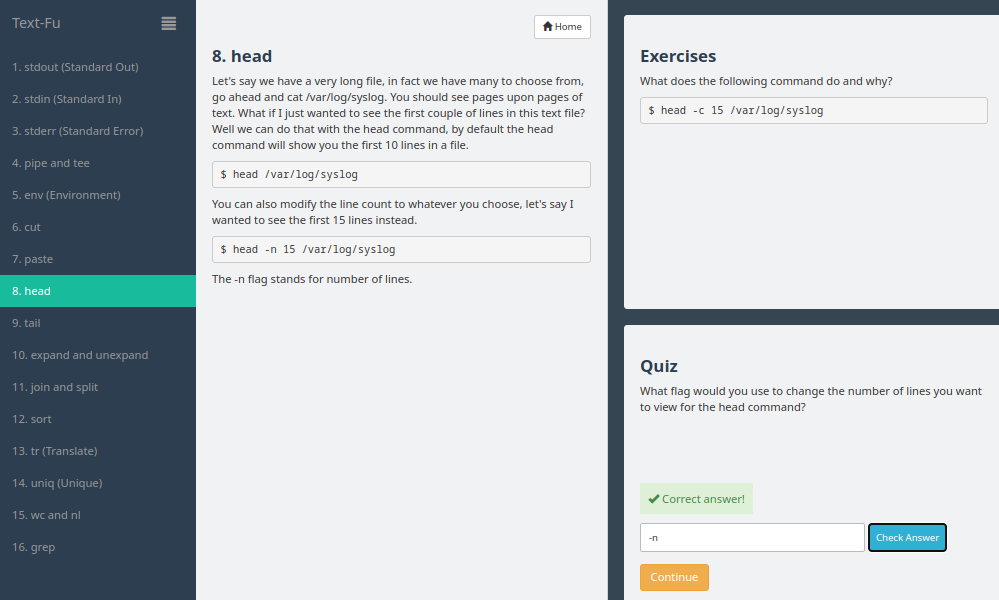 Text-Fu
1. stdout (Standard Out)
2. stdin (Standard In)
3. stderr (Standard Error)
4. pipe and tee
5. env (Environment)
6. cut
7. paste
8. head
9. tail
10. expand and unexpand
11. join and split
12. sort
13. tr (Translate)
14. uniq (Unique)
15. wc and nl
16. grep
Home
8. head
Let's say we have a very long file, in fact we have many to choose from,
go ahead and cat /var/log/syslog. You should see pages upon pages of
text. What if I just wanted to see the first couple of lines in this text file?
Well we can do that with the head command, by default the head
command will show you the first 10 lines in a file.
$ head /var/log/syslog
You can also modify the line count to whatever you choose, let's say I
wanted to see the first 15 lines instead.
$ head -n 15 /var/log/syslog
The -n flag stands for number of lines.
Exercises
What does the following command do and why?
$ head -c 15 /var/log/syslog
Quiz
What flag would you use to change the number of lines you want
to view for the head command?
Correct answer!
-n
Check Answer
Continue